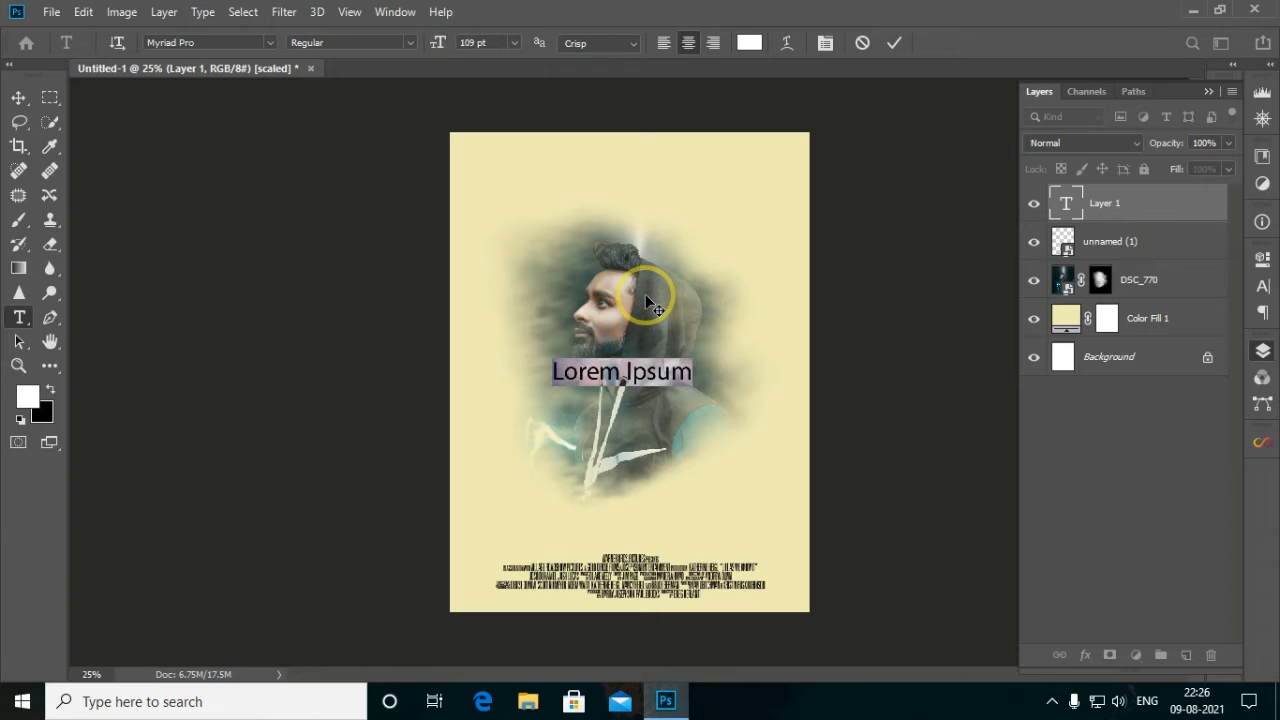 File Edit Image Layer Type Select Filter 3D View Window Help
Myriad Pro Regular 109 pt Crisp
Untitled-1 @ 25% (Layer 1, RGB/8#) [scaled] *
Layers Channels Paths
Kind
Normal Opacity: 100%
Lock: Fill: 100%
Layer 1
unnamed (1)
DSC_770
Color Fill 1
Background
Lorem Ipsum
25% Doc: 6.75M/17.5M
Type here to search
ENG
22:26
09-08-2021